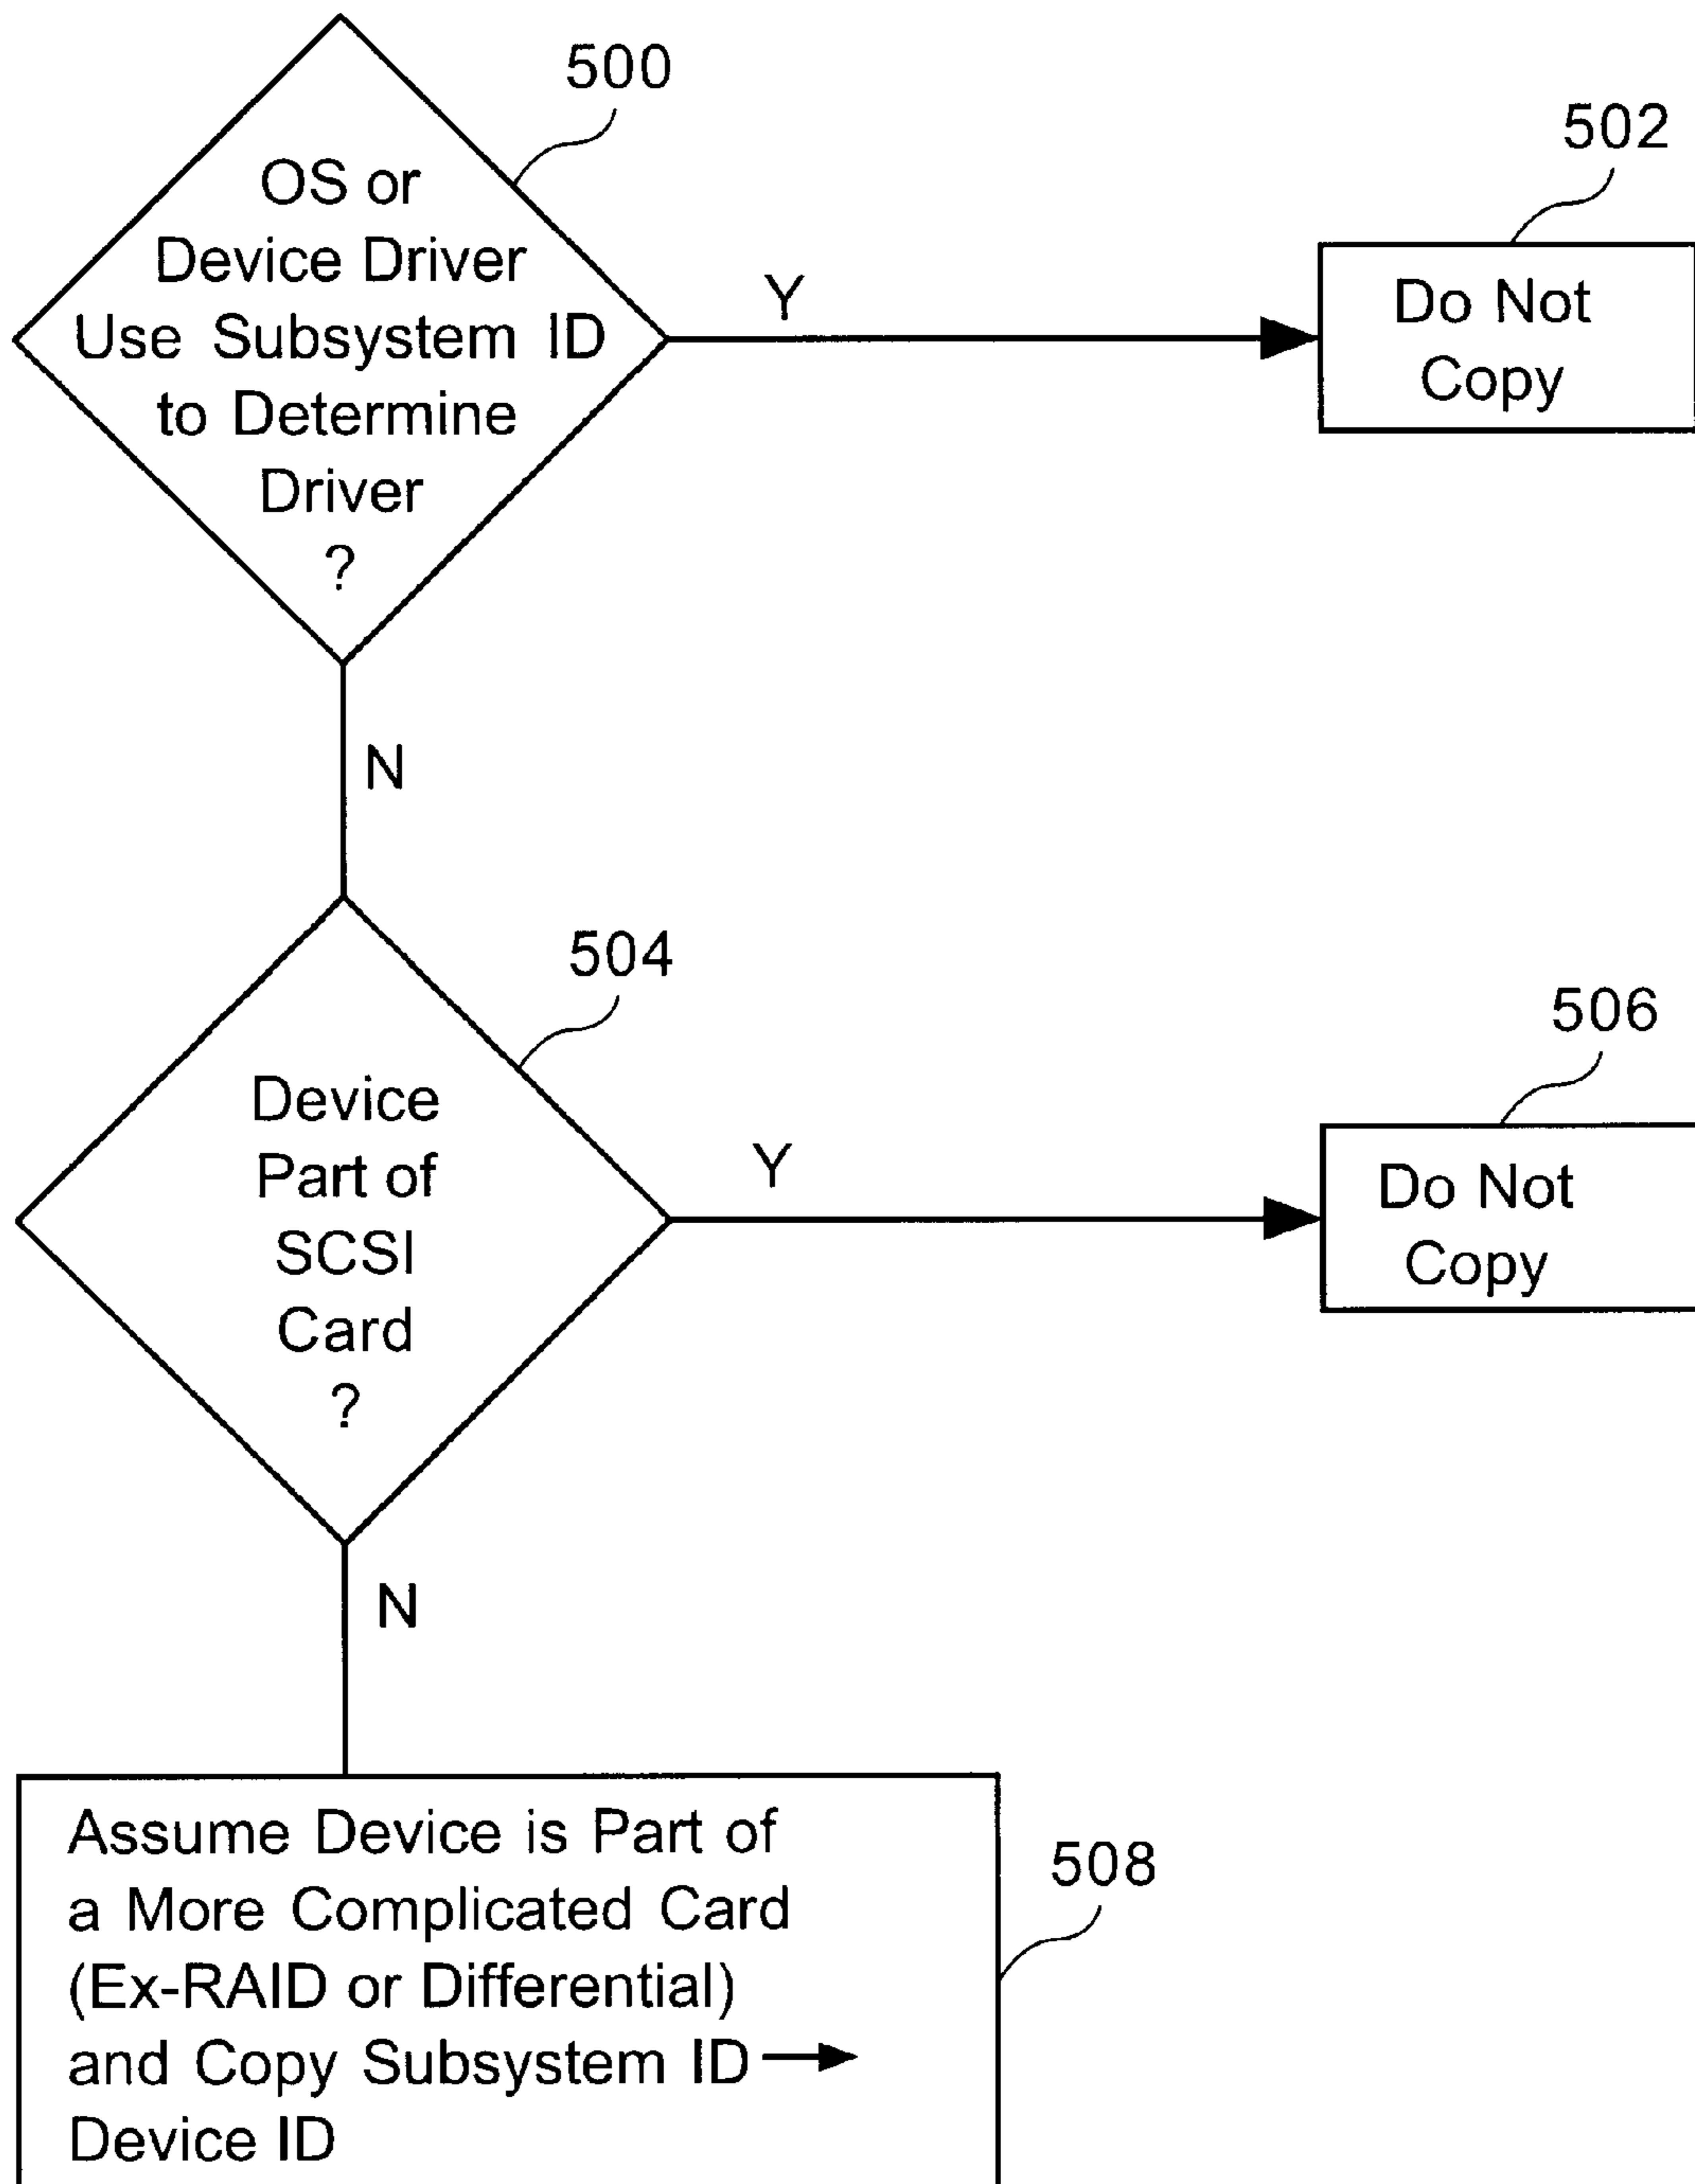 500
OS or
Device Driver
Use Subsystem ID
to Determine
Driver
?
Y
502
Do Not
Copy
N
504
Device
Part of
SCSI
Card
?
Y
506
Do Not
Copy
N
Assume Device is Part of
a More Complicated Card
(Ex-RAID or Differential)
and Copy Subsystem ID →
Device ID
508